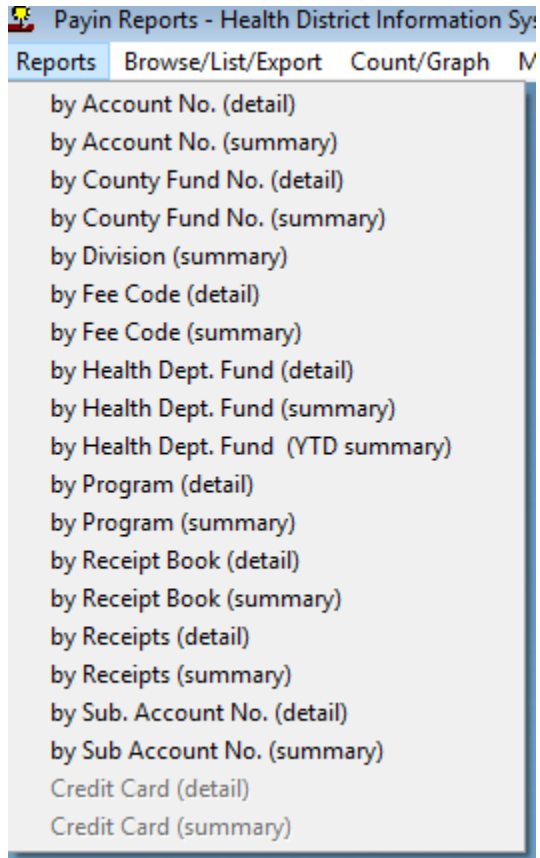 Payin Reports - Health District Information Sys
Reports Browse/List/Export Count/Graph M
by Account No. (detail)
by Account No. (summary)
by County Fund No. (detail)
by County Fund No. (summary)
by Division (summary)
by Fee Code (detail)
by Fee Code (summary)
by Health Dept. Fund (detail)
by Health Dept. Fund (summary)
by Health Dept. Fund  (YTD summary)
by Program (detail)
by Program (summary)
by Receipt Book (detail)
by Receipt Book (summary)
by Receipts (detail)
by Receipts (summary)
by Sub. Account No. (detail)
by Sub Account No. (summary)
Credit Card (detail)
Credit Card (summary)